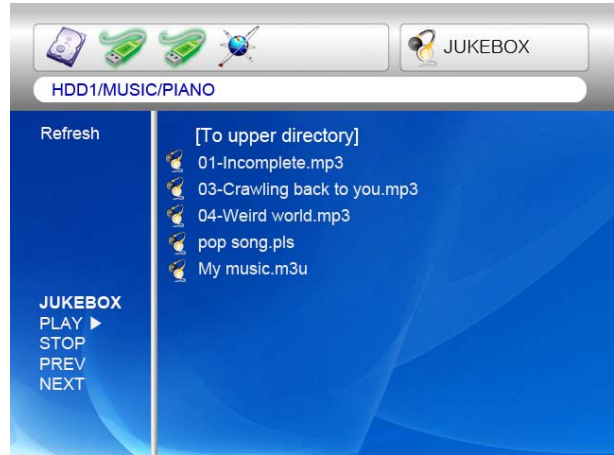 JUKEBOX
HDD1/MUSIC/PIANO
Refresh
[To upper directory]
01-Incomplete.mp3
03-Crawling back to you.mp3
04-Weird world.mp3
pop song.pls
My music.m3u
JUKEBOX
PLAY
STOP
PREV
NEXT